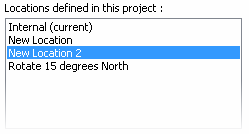 Locations defined in this project :
Internal (current)
New Location
New Location 2
Rotate 15 degrees North